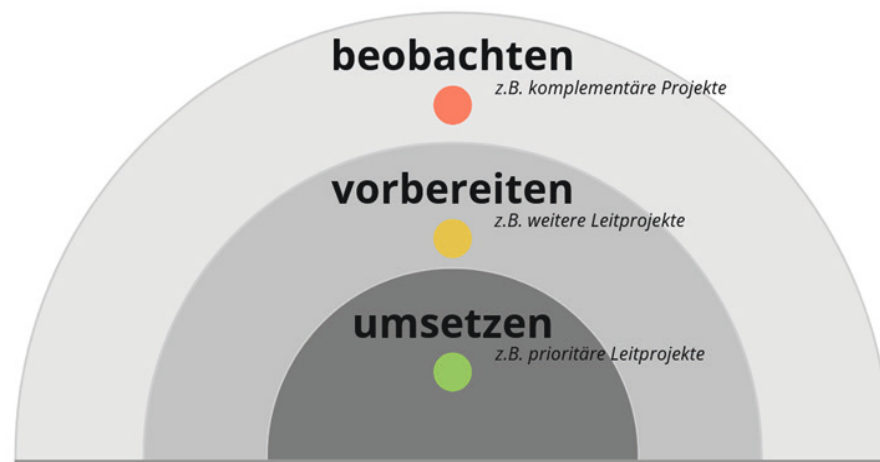 beobachten
z.B. komplementäre Projekte
vorbereiten
z.B. weitere Leitprojekte
umsetzen
z.B. prioritäre Leitprojekte